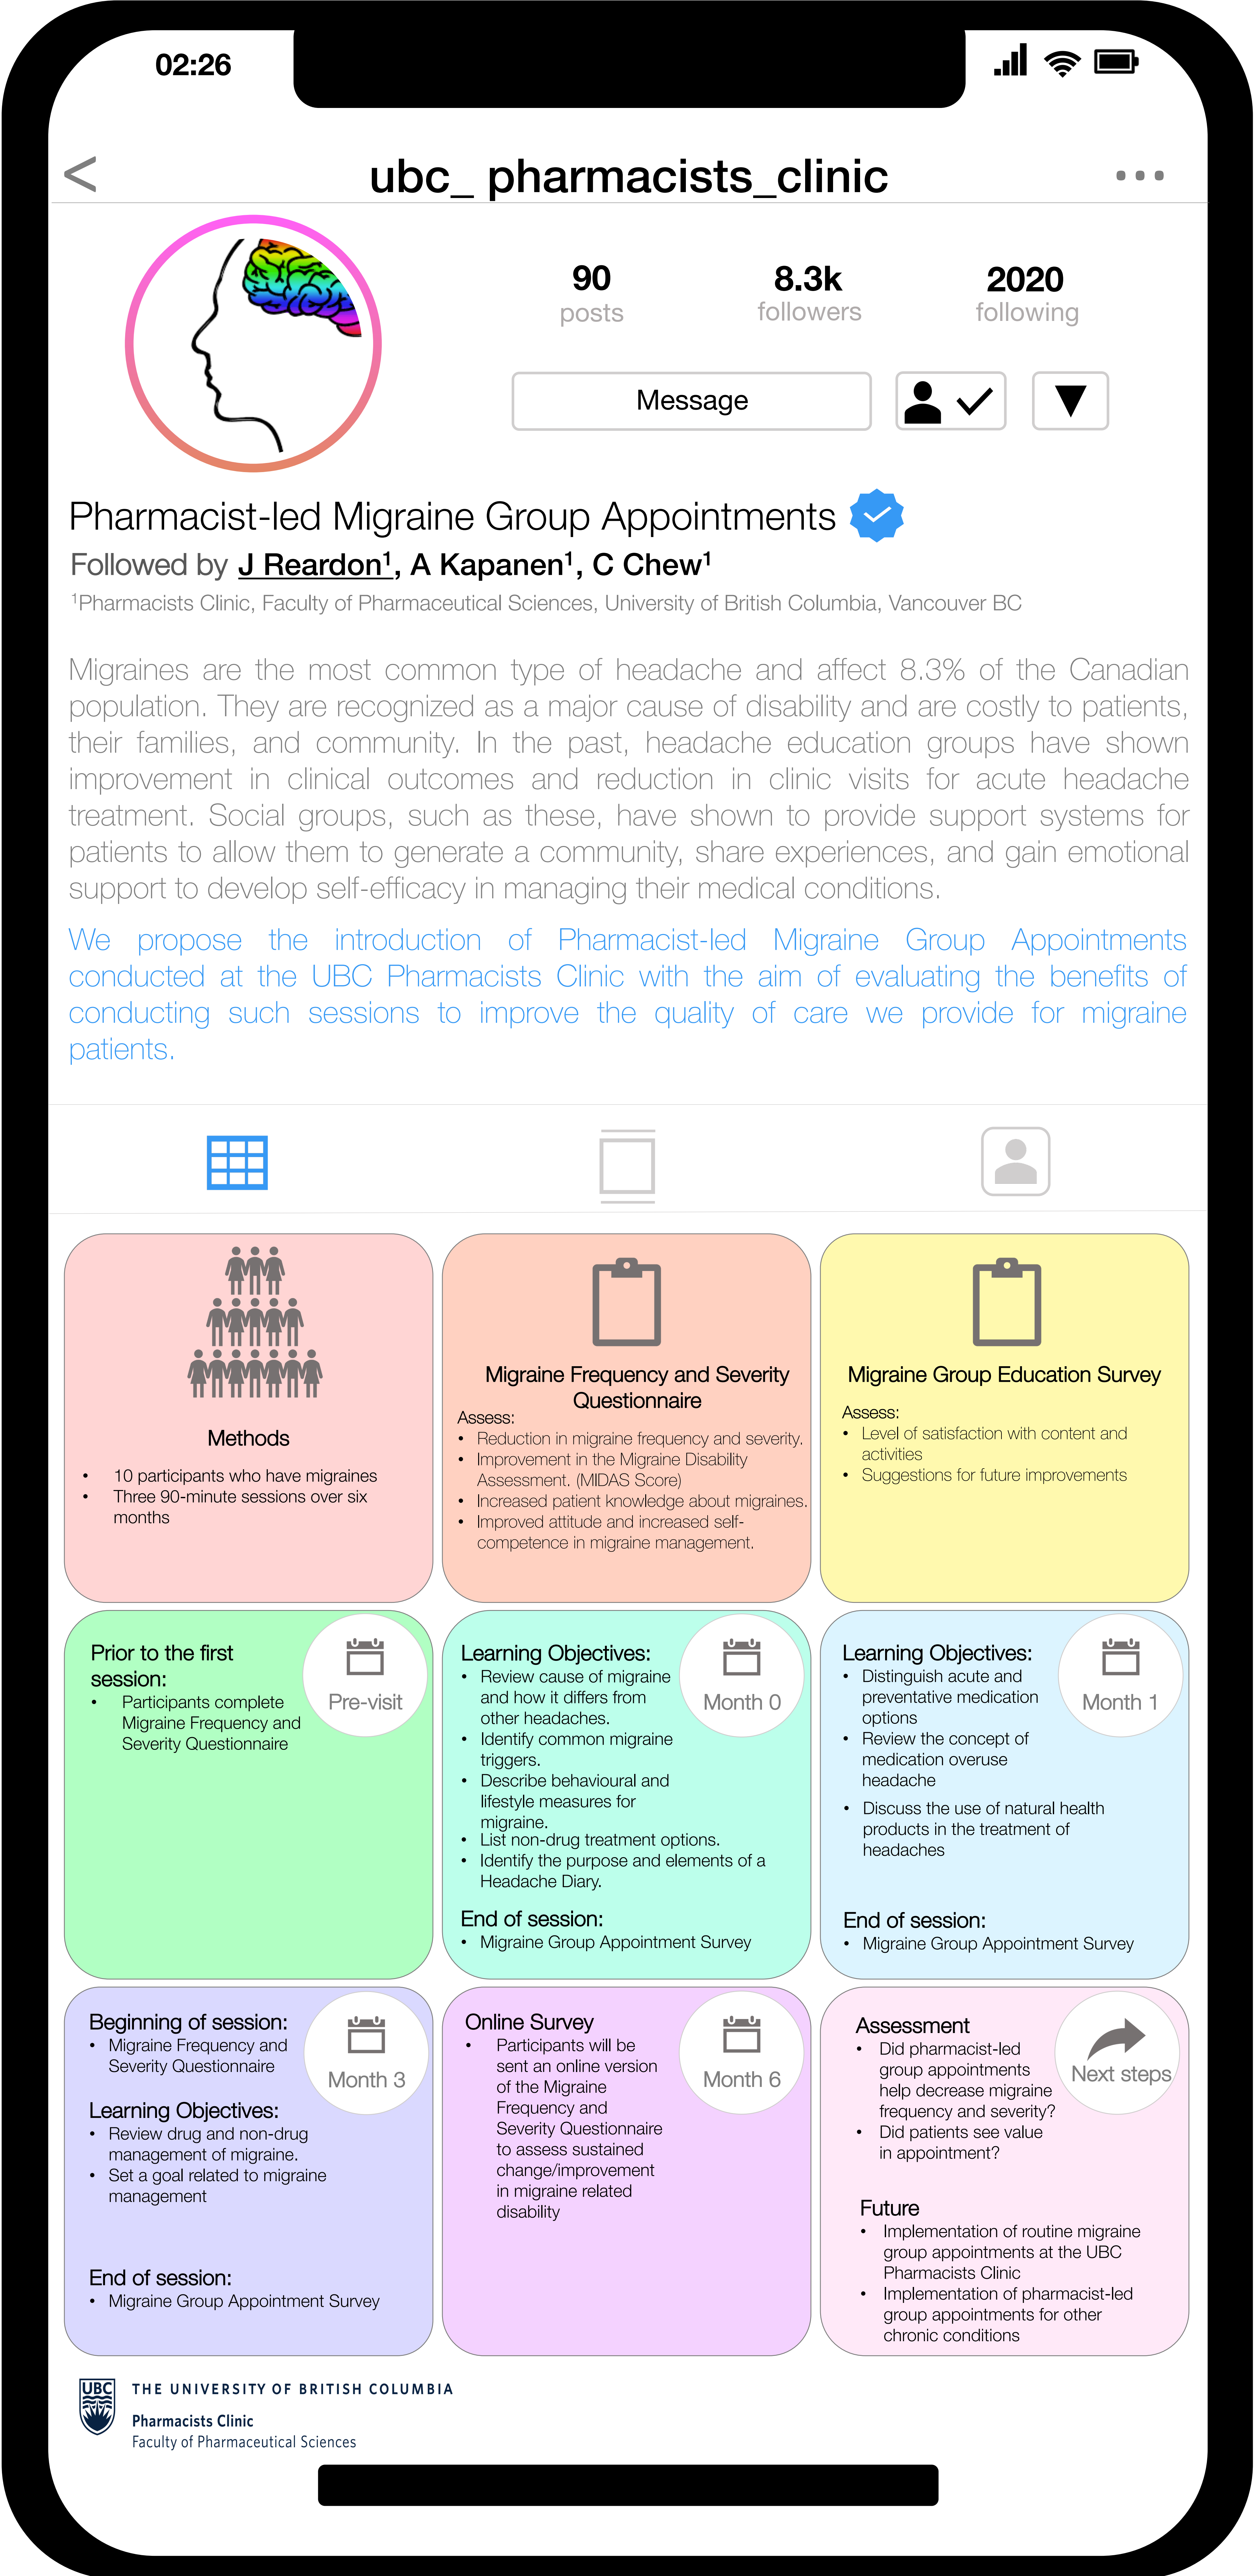 02:26
<
ubc_ pharmacists_clinic
...
90
posts
8.3k
followers
2020
following
Message
Pharmacist-led Migraine Group Appointments
Followed by J Reardon¹, A Kapanen¹, C Chew¹
¹Pharmacists Clinic, Faculty of Pharmaceutical Sciences, University of British Columbia, Vancouver BC
Migraines are the most common type of headache and affect 8.3% of the Canadian
population. They are recognized as a major cause of disability and are costly to patients,
their families, and community. In the past, headache education groups have shown
improvement in clinical outcomes and reduction in clinic visits for acute headache
treatment. Social groups, such as these, have shown to provide support systems for
patients to allow them to generate a community, share experiences, and gain emotional
support to develop self-efficacy in managing their medical conditions.
We propose the introduction of Pharmacist-led Migraine Group Appointments
conducted at the UBC Pharmacists Clinic with the aim of evaluating the benefits of
conducting such sessions to improve the quality of care we provide for migraine
patients.
Methods
• 10 participants who have migraines
• Three 90-minute sessions over six
months
Migraine Frequency and Severity
Questionnaire
Assess:
• Reduction in migraine frequency and severity.
• Improvement in the Migraine Disability
Assessment. (MIDAS Score)
• Increased patient knowledge about migraines.
• Improved attitude and increased self-
competence in migraine management.
Migraine Group Education Survey
Assess:
• Level of satisfaction with content and
activities
• Suggestions for future improvements
Prior to the first
session:
• Participants complete
Migraine Frequency and
Severity Questionnaire
Pre-visit
Learning Objectives:
• Review cause of migraine
and how it differs from
other headaches.
• Identify common migraine
triggers.
• Describe behavioural and
lifestyle measures for
migraine.
• List non-drug treatment options.
• Identify the purpose and elements of a
Headache Diary.
End of session:
• Migraine Group Appointment Survey
Month 0
Learning Objectives:
• Distinguish acute and
preventative medication
options
• Review the concept of
medication overuse
headache
• Discuss the use of natural health
products in the treatment of
headaches
End of session:
• Migraine Group Appointment Survey
Month 1
Beginning of session:
• Migraine Frequency and
Severity Questionnaire
Learning Objectives:
• Review drug and non-drug
management of migraine.
• Set a goal related to migraine
management
End of session:
• Migraine Group Appointment Survey
Month 3
Online Survey
• Participants will be
sent an online version
of the Migraine
Frequency and
Severity Questionnaire
to assess sustained
change/improvement
in migraine related
disability
Month 6
Assessment
• Did pharmacist-led
group appointments
help decrease migraine
frequency and severity?
• Did patients see value
in appointment?
Next steps
Future
• Implementation of routine migraine
group appointments at the UBC
Pharmacists Clinic
• Implementation of pharmacist-led
group appointments for other
chronic conditions
UBC
THE UNIVERSITY OF BRITISH COLUMBIA
Pharmacists Clinic
Faculty of Pharmaceutical Sciences